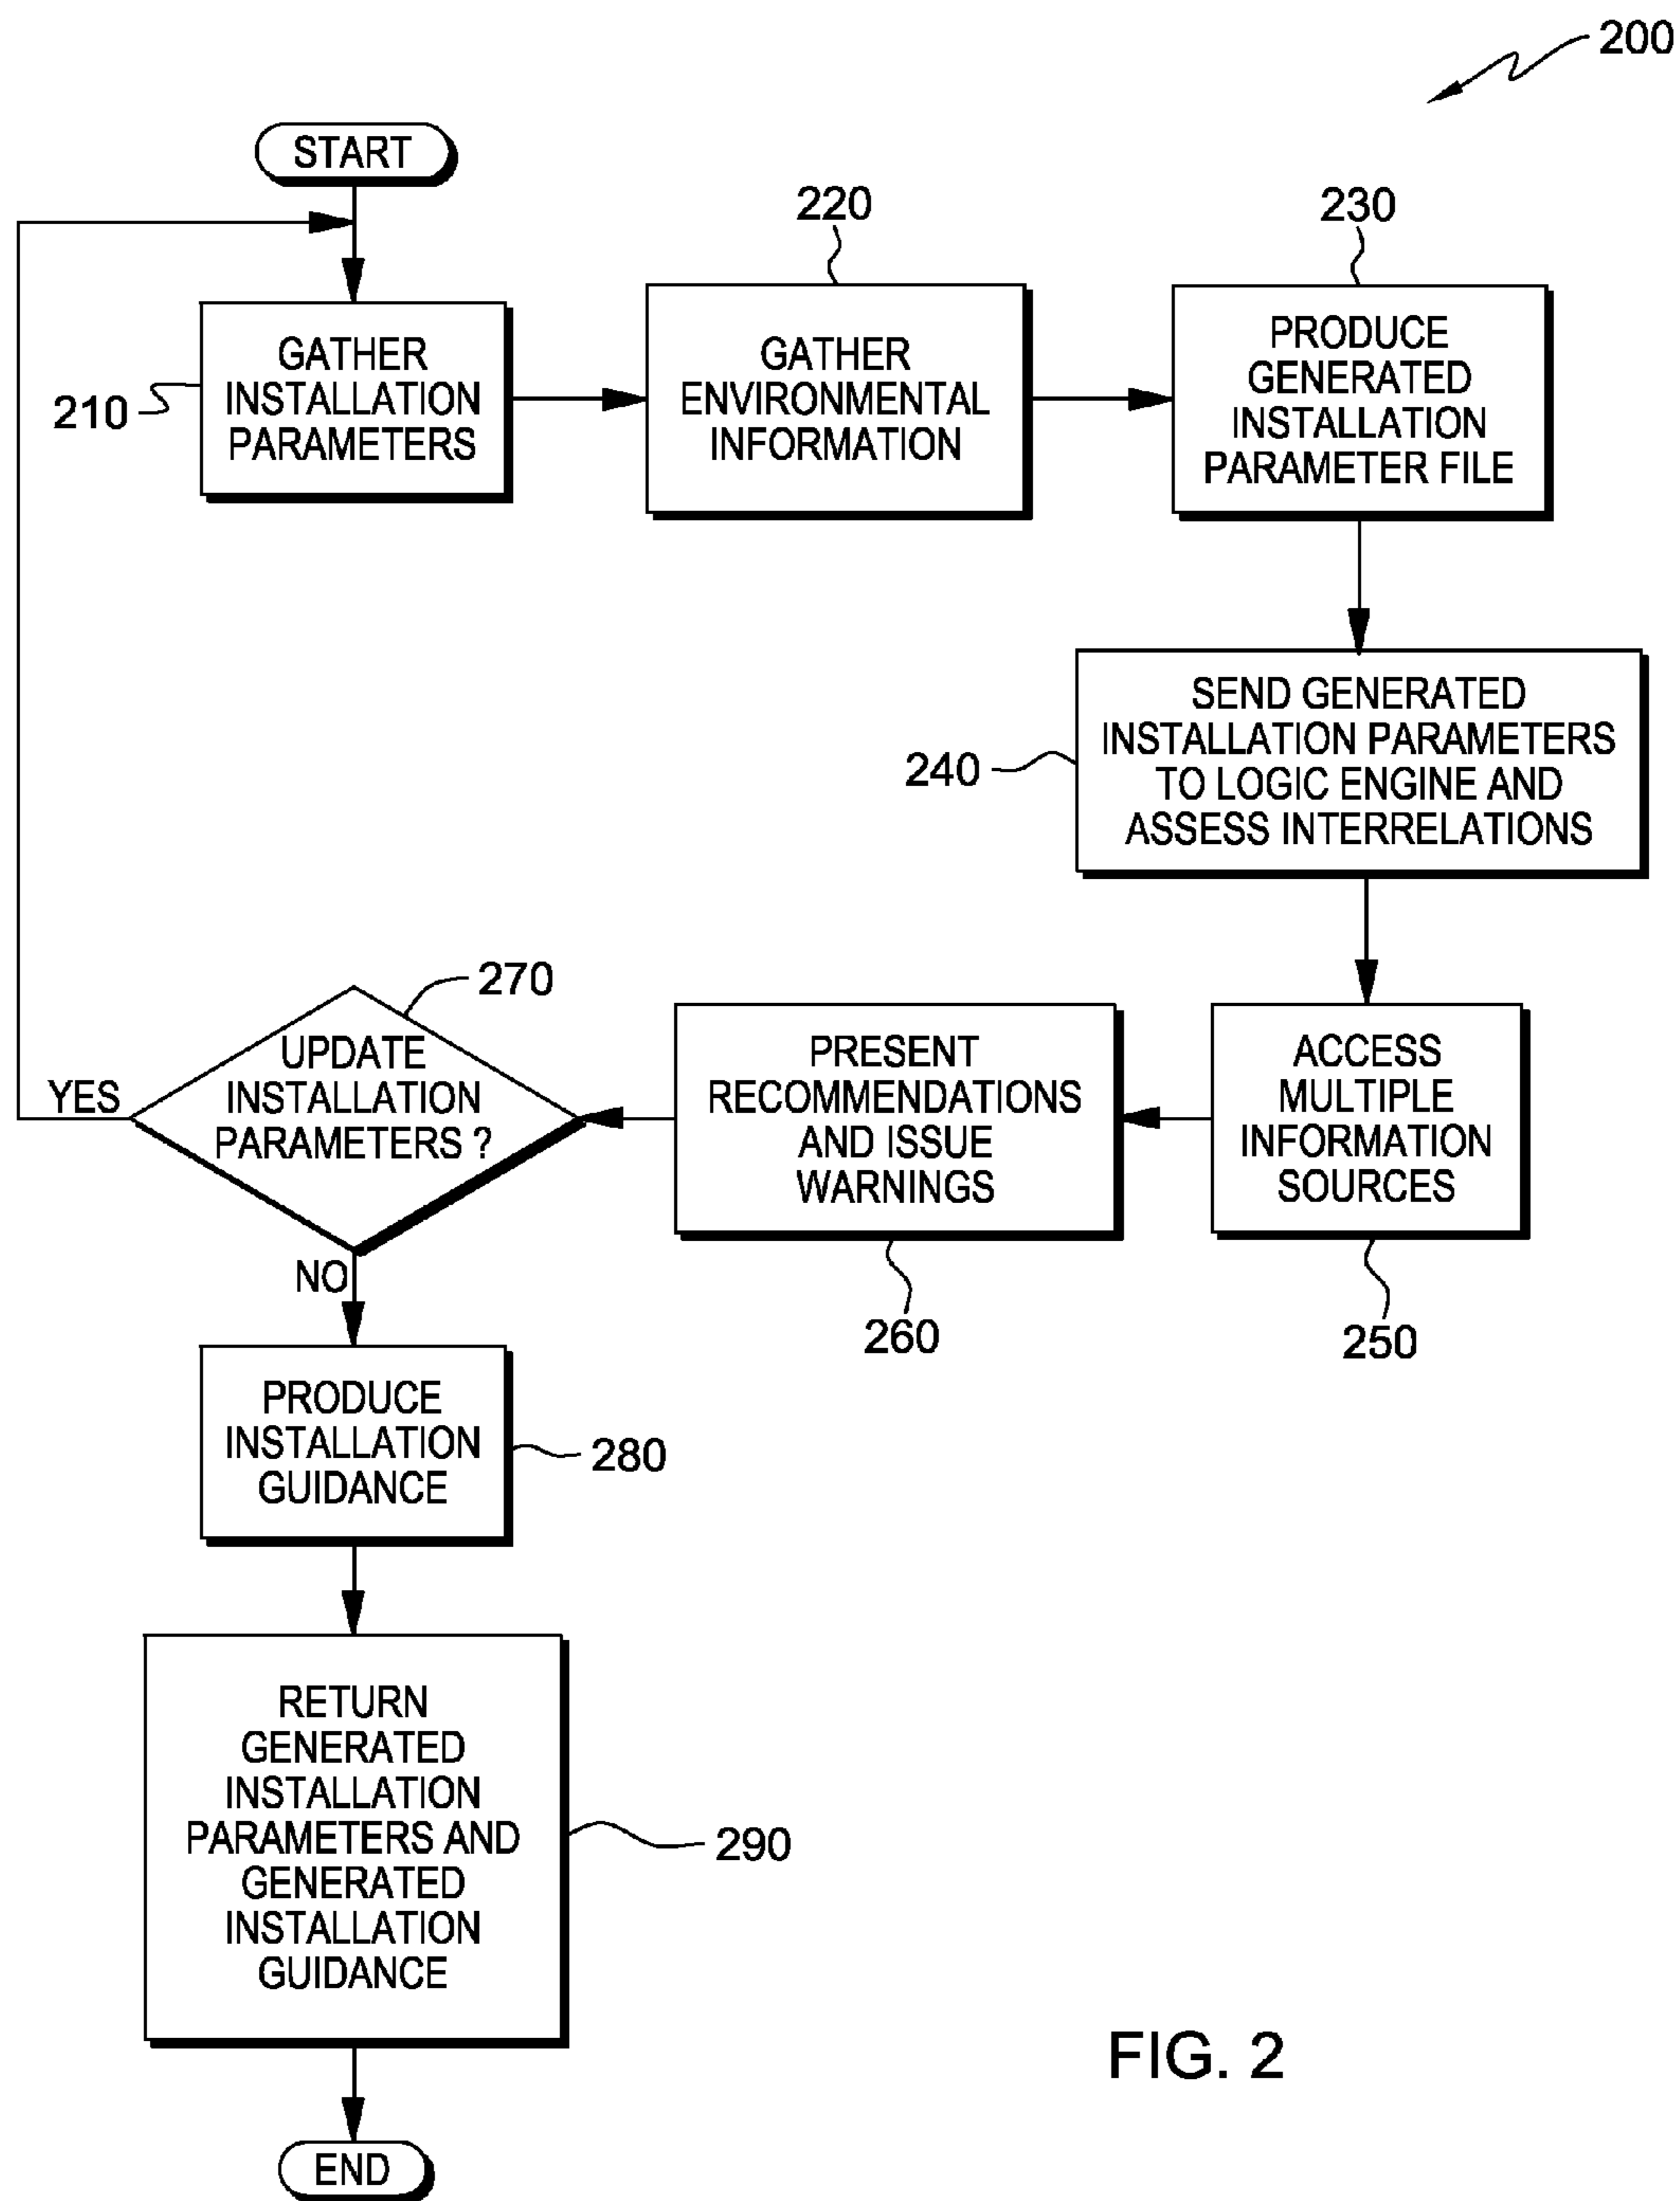 200
START
210
GATHER
INSTALLATION
PARAMETERS
220
GATHER
ENVIRONMENTAL
INFORMATION
230
PRODUCE
GENERATED
INSTALLATION
PARAMETER FILE
240
SEND GENERATED
INSTALLATION PARAMETERS
TO LOGIC ENGINE AND
ASSESS INTERRELATIONS
ACCESS
MULTIPLE
INFORMATION
SOURCES
250
PRESENT
RECOMMENDATIONS
AND ISSUE
WARNINGS
260
270
UPDATE
INSTALLATION
PARAMETERS ?
YES
NO
PRODUCE
INSTALLATION
GUIDANCE
280
RETURN
GENERATED
INSTALLATION
PARAMETERS AND
GENERATED
INSTALLATION
GUIDANCE
290
END
FIG. 2